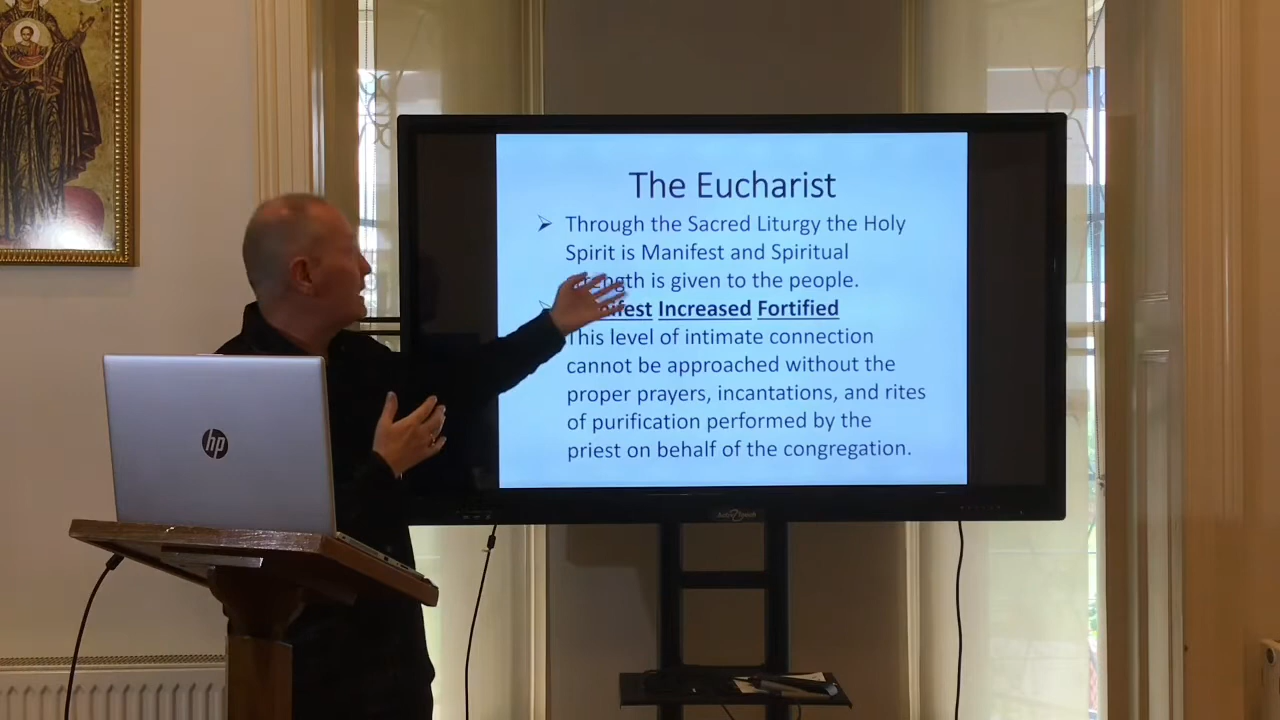 The Eucharist
Through the Sacred Liturgy the Holy
Spirit is Manifest and Spiritual
is given to the people.
Increased Fortified
This level of intimate connection
cannot be approached without the
proper prayers, incantations, and rites
of purification performed by the
priest on behalf of the congregation.
hp